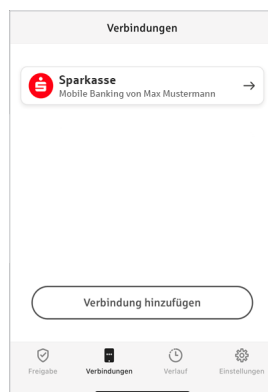 Verbindungen
Sparkasse
Mobile Banking von Max Mustermann
Verbindung hinzufügen
Freigabe Verbindungen Verlauf Einstellungen